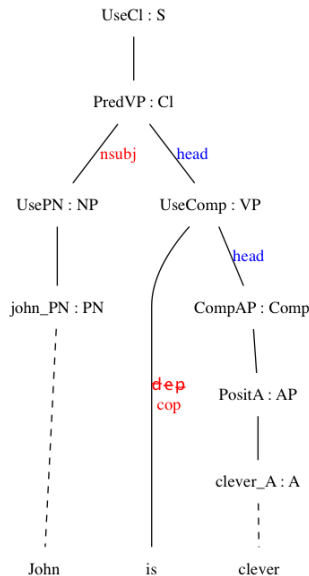 UseCl : S
PredVP : Cl
nsubj head
UsePN : NP UseComp : VP
head
john_PN : PN CompAP : Comp
dep
cop
PositA : AP
clever_A : A
John is clever